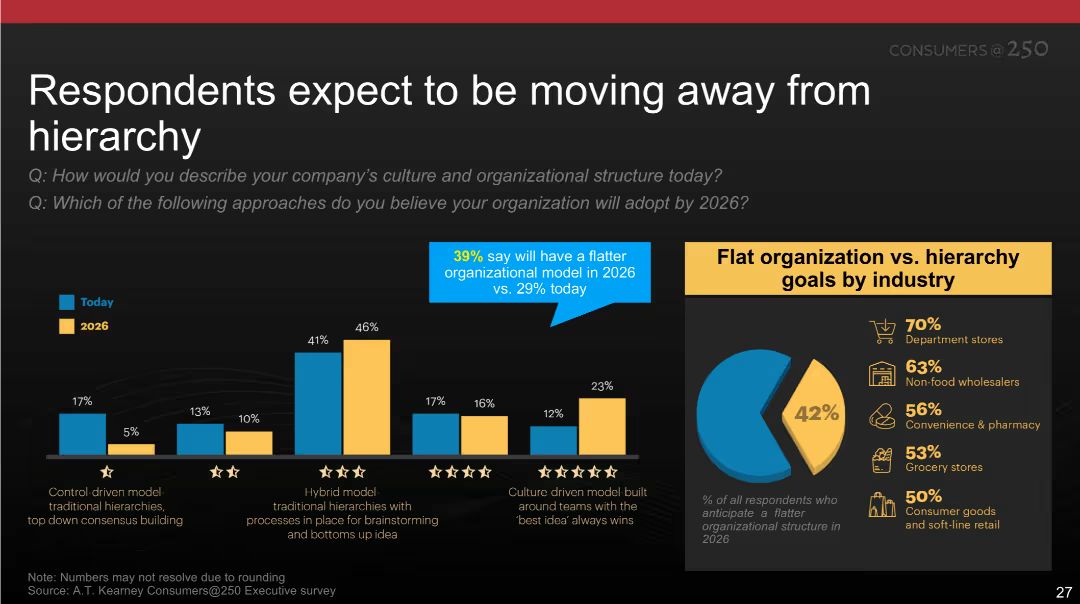 CONSUMERS@250
Respondents expect to be moving away from
hierarchy
Q: How would you describe your company's culture and organizational structure today?
Q: Which of the following approaches do you believe your organization will adopt by 2026?
39% say will have a flatter
organizational model in 2026
vs. 29% today
Today
2026
17%
5%
13%
10%
41%
46%
17%
16%
12%
23%
Control-driven model-
traditional hierarchies,
top down consensus building
Hybrid model-
traditional hierarchies with
processes in place for brainstorming
and bottoms up idea
Culture driven model built
around teams with the
'best idea' always wins
Flat organization vs. hierarchy
goals by industry
42%
% of all respondents who
anticipate a flatter
organizational structure in
2026
70%
Department stores
63%
Non-food wholesalers
56%
Convenience & pharmacy
53%
Grocery stores
50%
Consumer goods
and soft-line retail
Note: Numbers may not resolve due to rounding
Source: A.T. Kearney Consumers@250 Executive survey
27